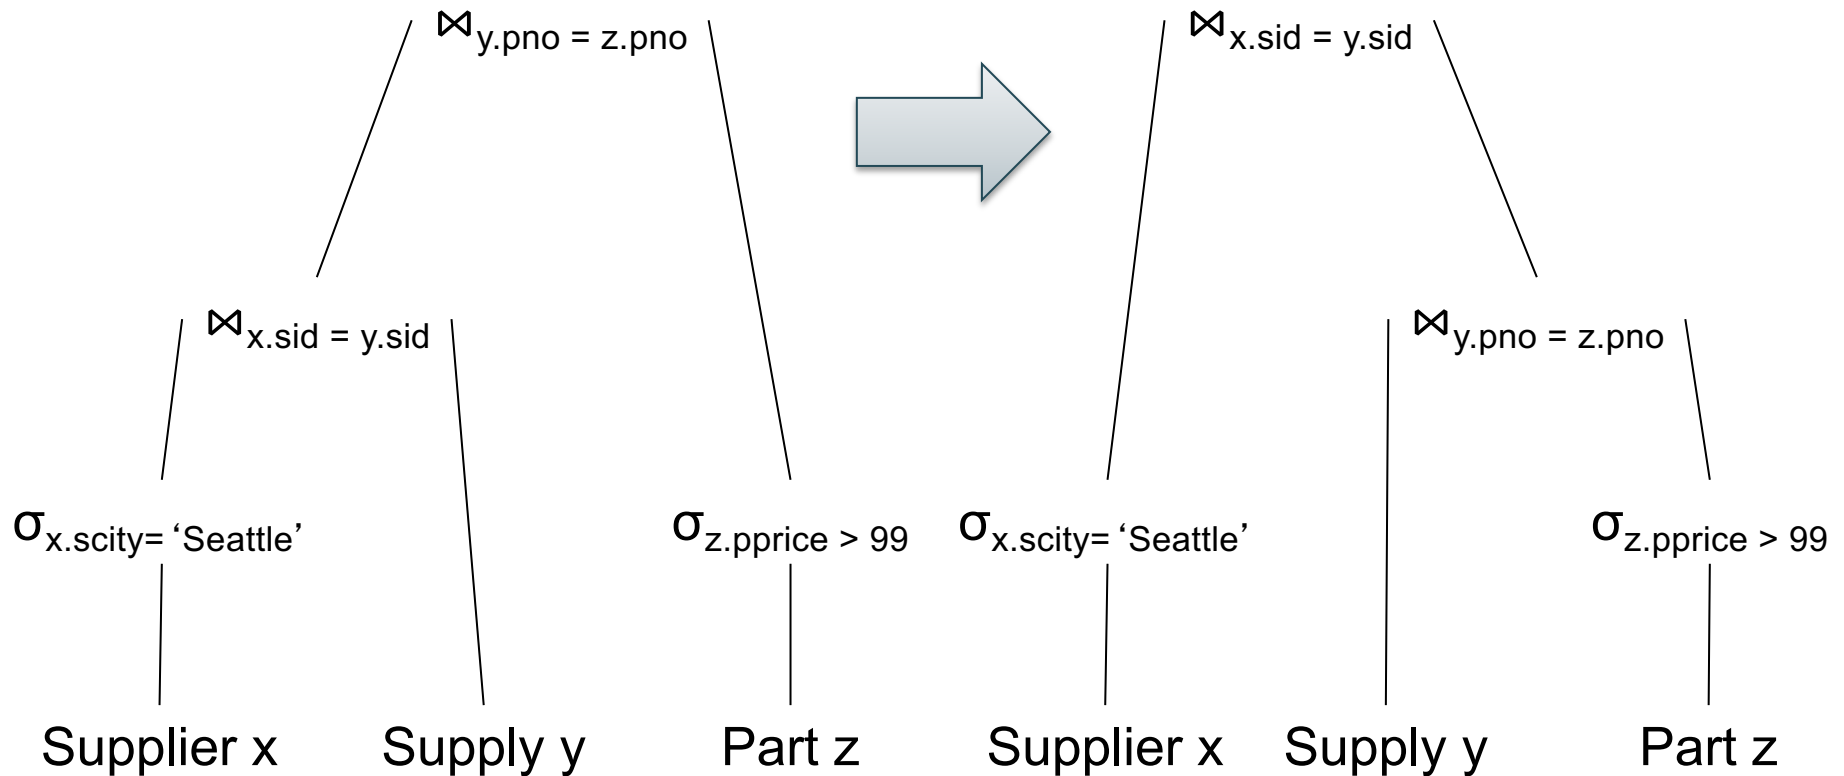 ⋈y.pno = z.pno ⋈x.sid = y.sid
⋈x.sid = y.sid ⋈y.pno = z.pno
σx.scity= ‘Seattle’ σz.pprice > 99 σx.scity= ‘Seattle’ σz.pprice > 99
Supplier x Supply y Part z Supplier x Supply y Part z